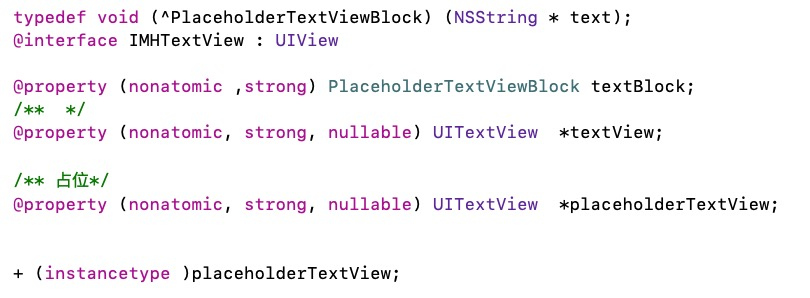 typedef void (^PlaceholderTextViewBlock) (NSString * text);
@interface IMHTextView : UIView
@property (nonatomic ,strong) PlaceholderTextViewBlock textBlock;
/**  */
@property (nonatomic, strong, nullable) UITextView  *textView;
/** 占位*/
@property (nonatomic, strong, nullable) UITextView  *placeholderTextView;
+ (instancetype )placeholderTextView;